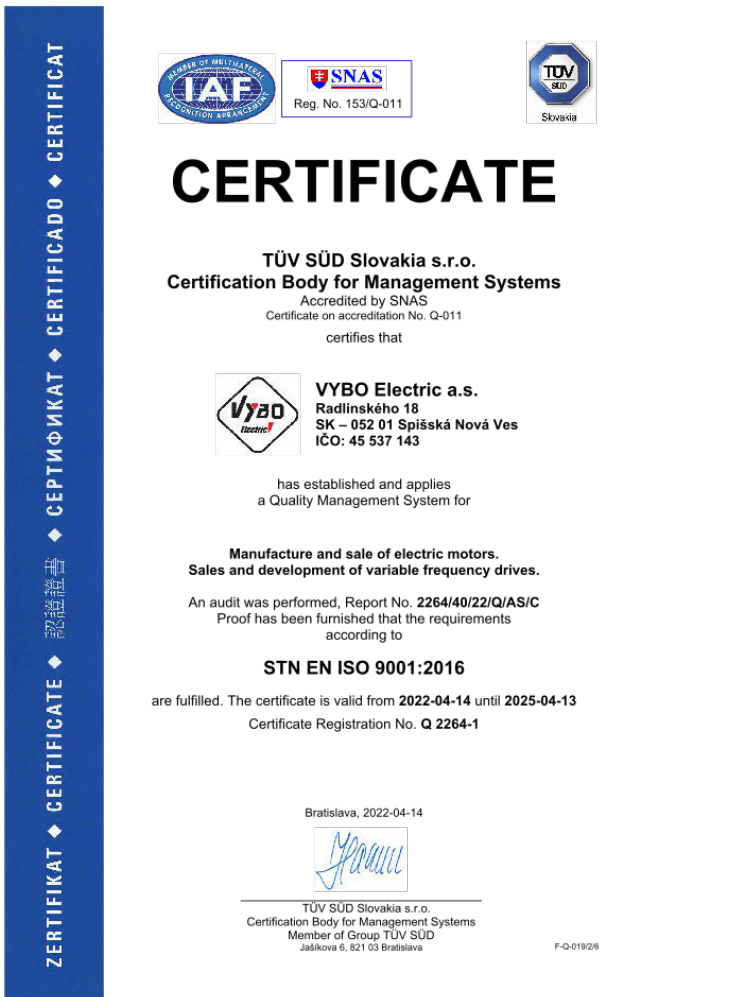 MEMBER OF MULTILATERAL
IAF
RECOGNITION ARRANGEMENT
SNAS
Reg. No. 153/Q-011
TÜV
SÜD
Slovakia
CERTIFICATE
TÜV SÜD Slovakia s.r.o.
Certification Body for Management Systems
Accredited by SNAS
Certificate on accreditation No. Q-011
certifies that
VYBO
Electric
VYBO Electric a.s.
Radlinského 18
SK – 052 01 Spišská Nová Ves
IČO: 45 537 143
has established and applies
a Quality Management System for
Manufacture and sale of electric motors.
Sales and development of variable frequency drives.
An audit was performed, Report No. 2264/40/22/Q/AS/C
Proof has been furnished that the requirements
according to
STN EN ISO 9001:2016
are fulfilled. The certificate is valid from 2022-04-14 until 2025-04-13
Certificate Registration No. Q 2264-1
Bratislava, 2022-04-14
TÜV SÜD Slovakia s.r.o.
Certification Body for Management Systems
Member of Group TÜV SÜD
Jašíkova 6, 821 03 Bratislava
F-Q-019/2/6
ZERTIFIKAT ◆ CERTIFICATE ◆ 認證證書 ◆ СЕРТИФИКАТ ◆ CERTIFICADO ◆ CERTIFICAT